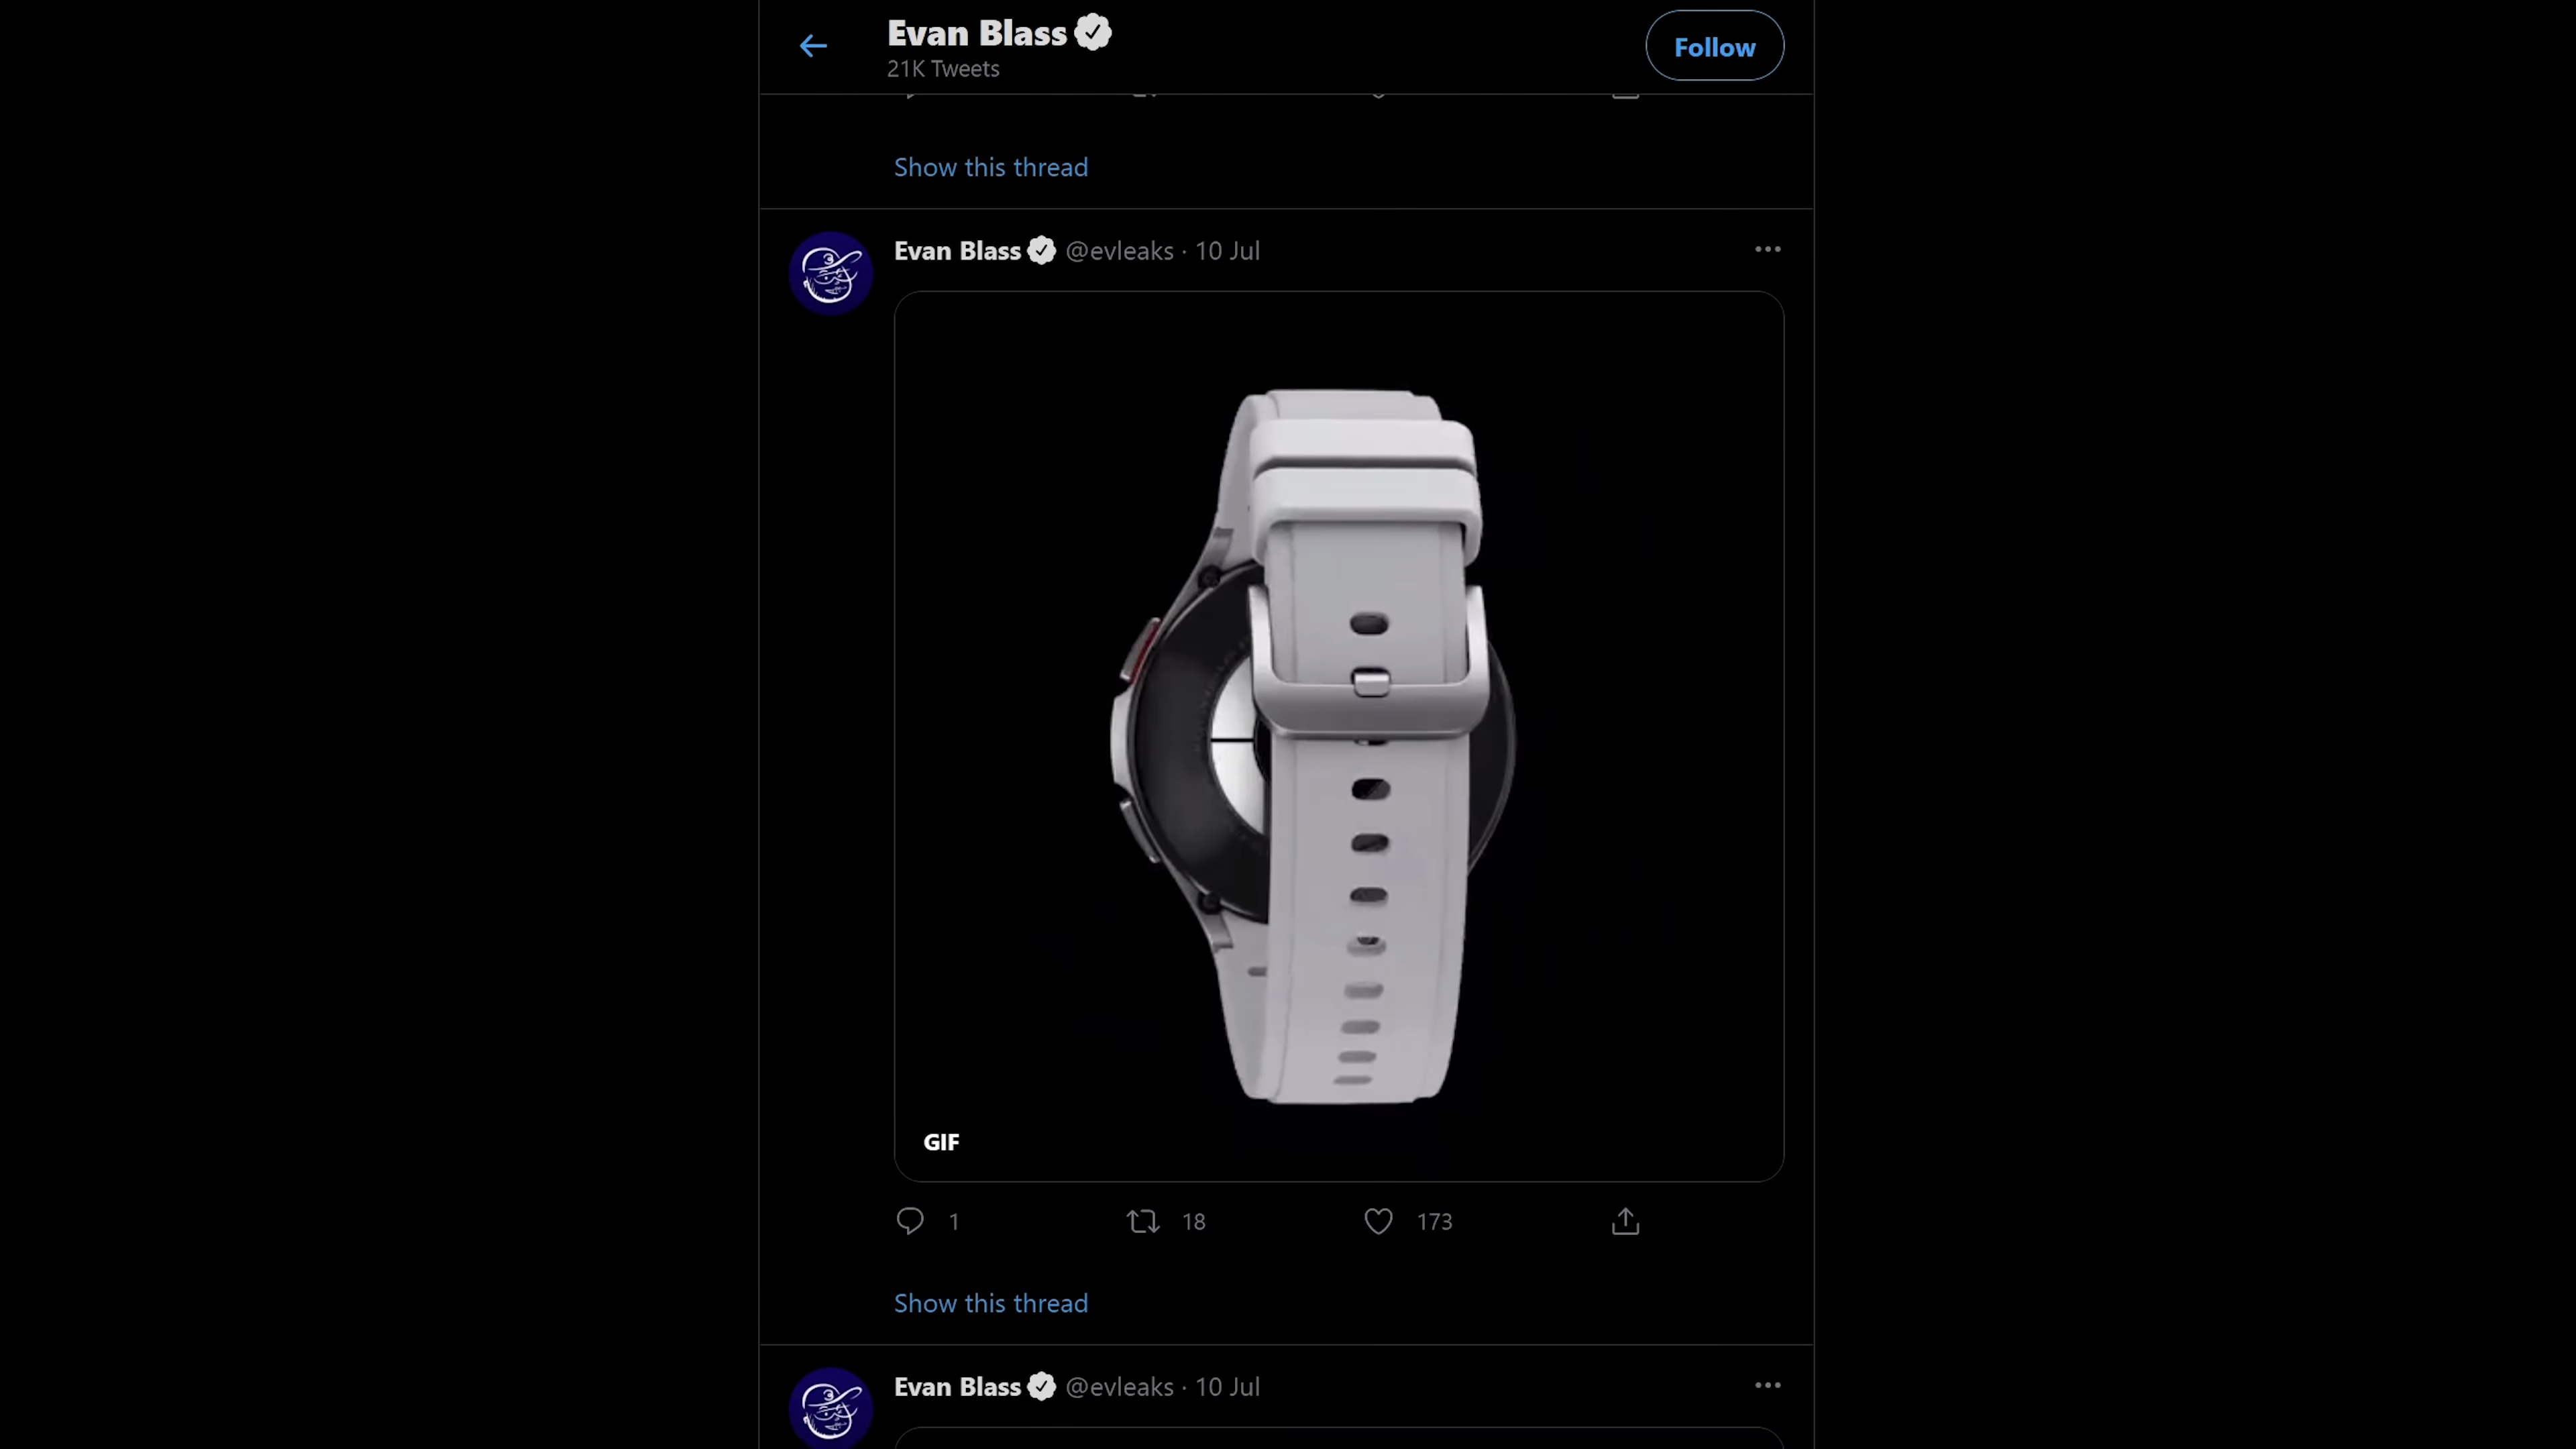 Evan Blass
21K Tweets
Follow
Show this thread
Evan Blass @evleaks · 10 Jul
GIF
1 18 173
Show this thread
Evan Blass @evleaks · 10 Jul